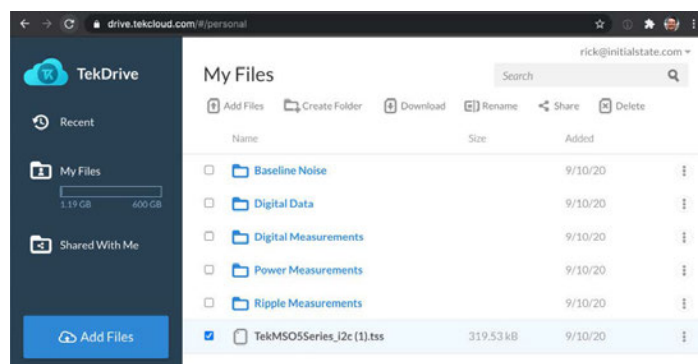 drive.tekcloud.com/#/personal
rick@initialstate.com
TekDrive
My Files
Search
Add Files
Create Folder
Download
Rename
Share
Delete
Recent
Name
Size
Added
My Files
1.19 GB
600 GB
Shared With Me
Baseline Noise
9/10/20
Digital Data
9/10/20
Digital Measurements
9/10/20
Power Measurements
9/10/20
Ripple Measurements
9/10/20
Add Files
TekMSO5Series_i2c (1).tss
319.53 kB
9/10/20